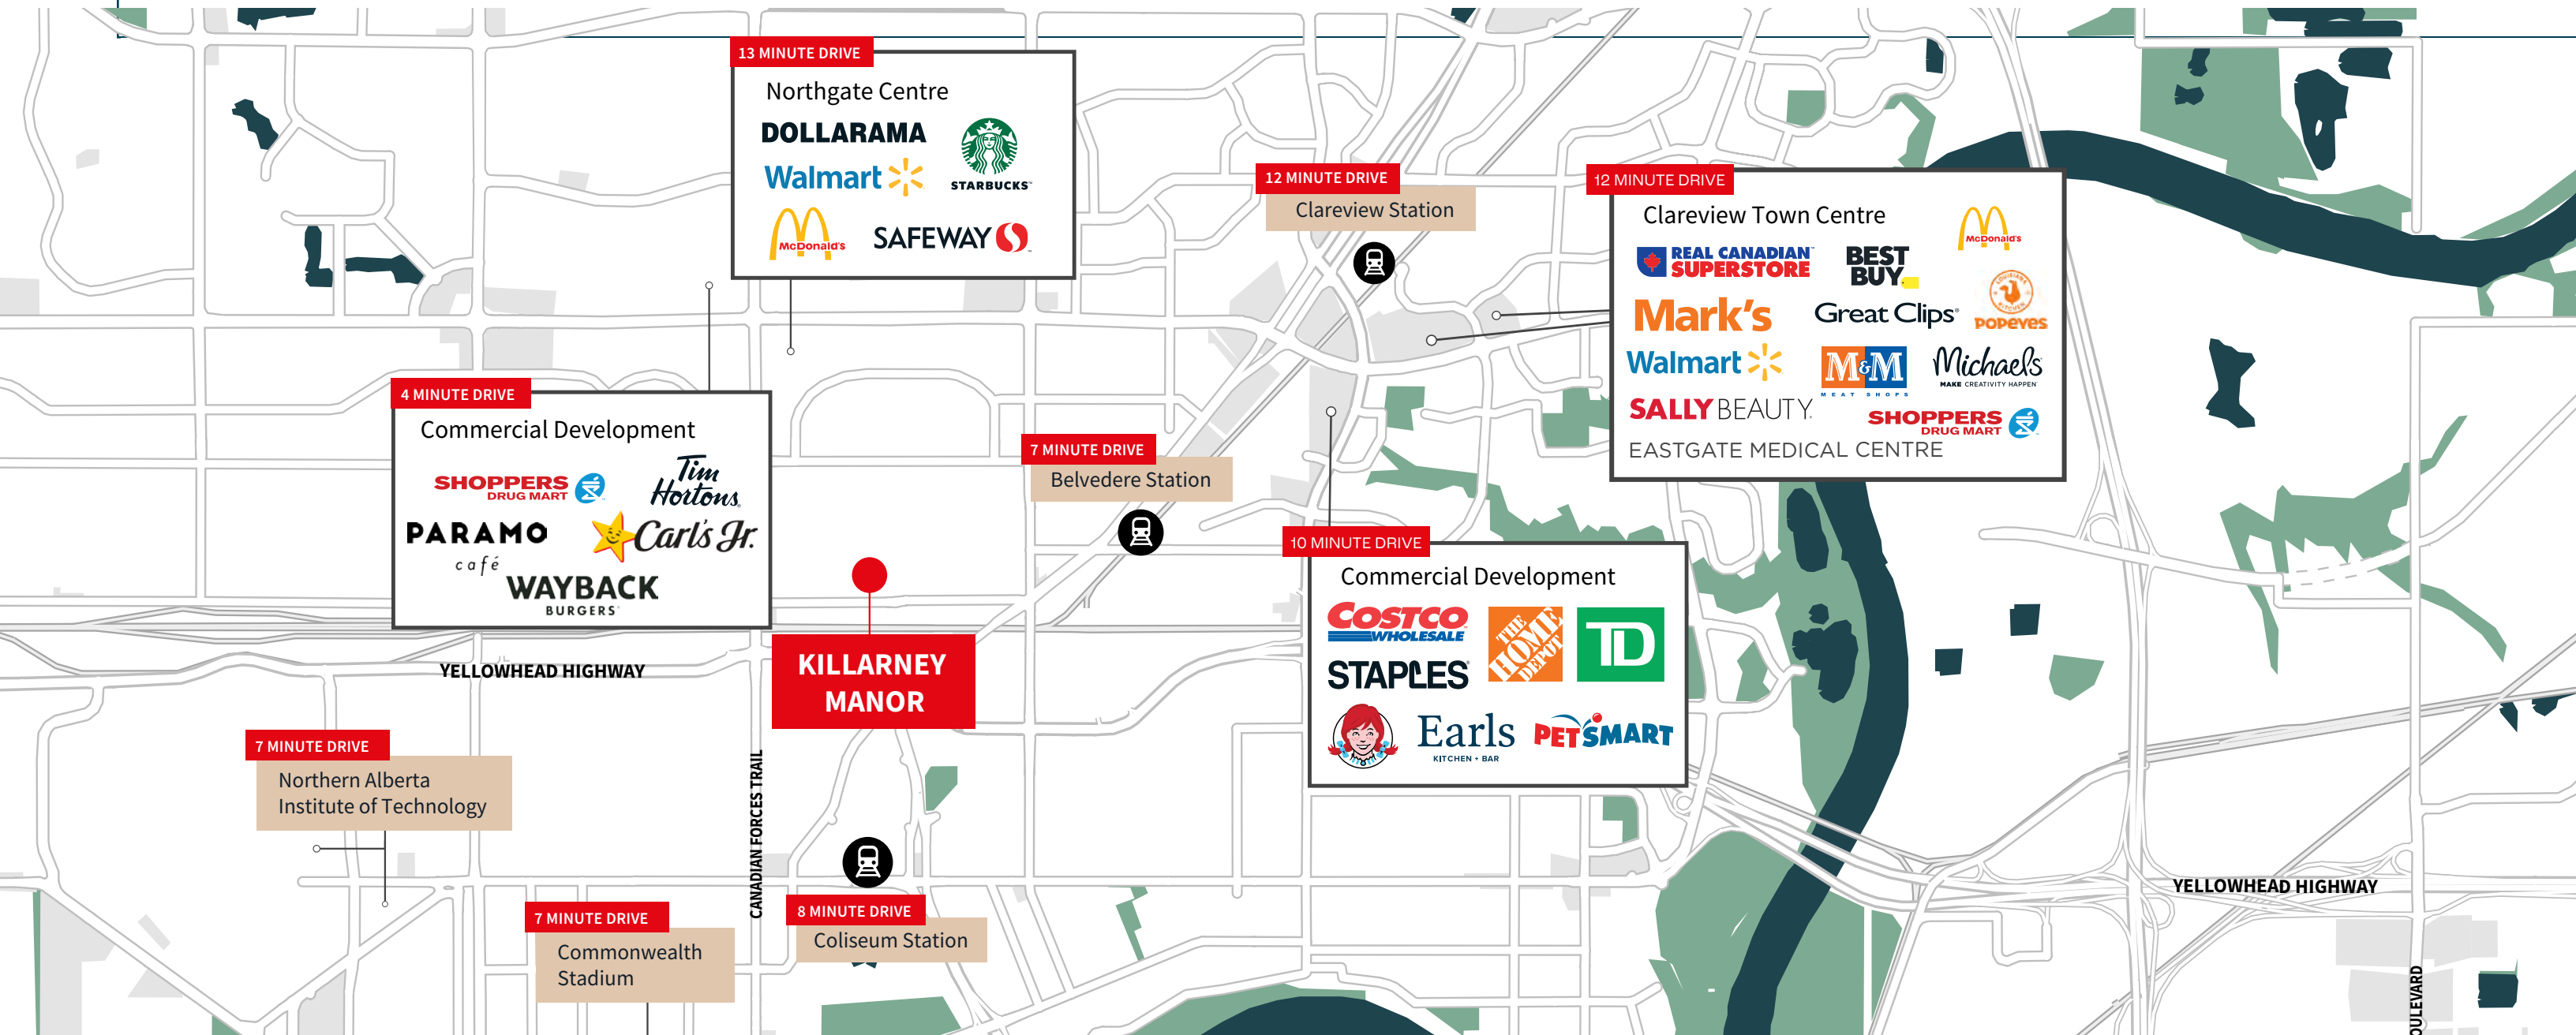 13 MINUTE DRIVE
Northgate Centre
DOLLARAMA
STARBUCKS
Walmart
McDonald's
SAFEWAY
12 MINUTE DRIVE
Clareview Station
12 MINUTE DRIVE
Clareview Town Centre
McDonald's
REAL CANADIAN
SUPERSTORE
BEST
BUY
LOUISIANA
KITCHEN
POPEYES
Mark's
Great Clips
Walmart
M&M
MEAT SHOPS
Michaels
MAKE CREATIVITY HAPPEN
SALLY BEAUTY
SHOPPERS
DRUG MART
EASTGATE MEDICAL CENTRE
4 MINUTE DRIVE
Commercial Development
SHOPPERS
DRUG MART
Tim
Hortons
PARAMO
café
Carl's Jr.
WAYBACK
BURGERS
7 MINUTE DRIVE
Belvedere Station
10 MINUTE DRIVE
Commercial Development
COSTCO
WHOLESALE
THE
HOME
DEPOT
TD
STAPLES
Earls
KITCHEN + BAR
PETSMART
KILLARNEY
MANOR
YELLOWHEAD HIGHWAY
7 MINUTE DRIVE
Northern Alberta
Institute of Technology
CANADIAN FORCES TRAIL
7 MINUTE DRIVE
Commonwealth
Stadium
8 MINUTE DRIVE
Coliseum Station
YELLOWHEAD HIGHWAY
OULEVARD